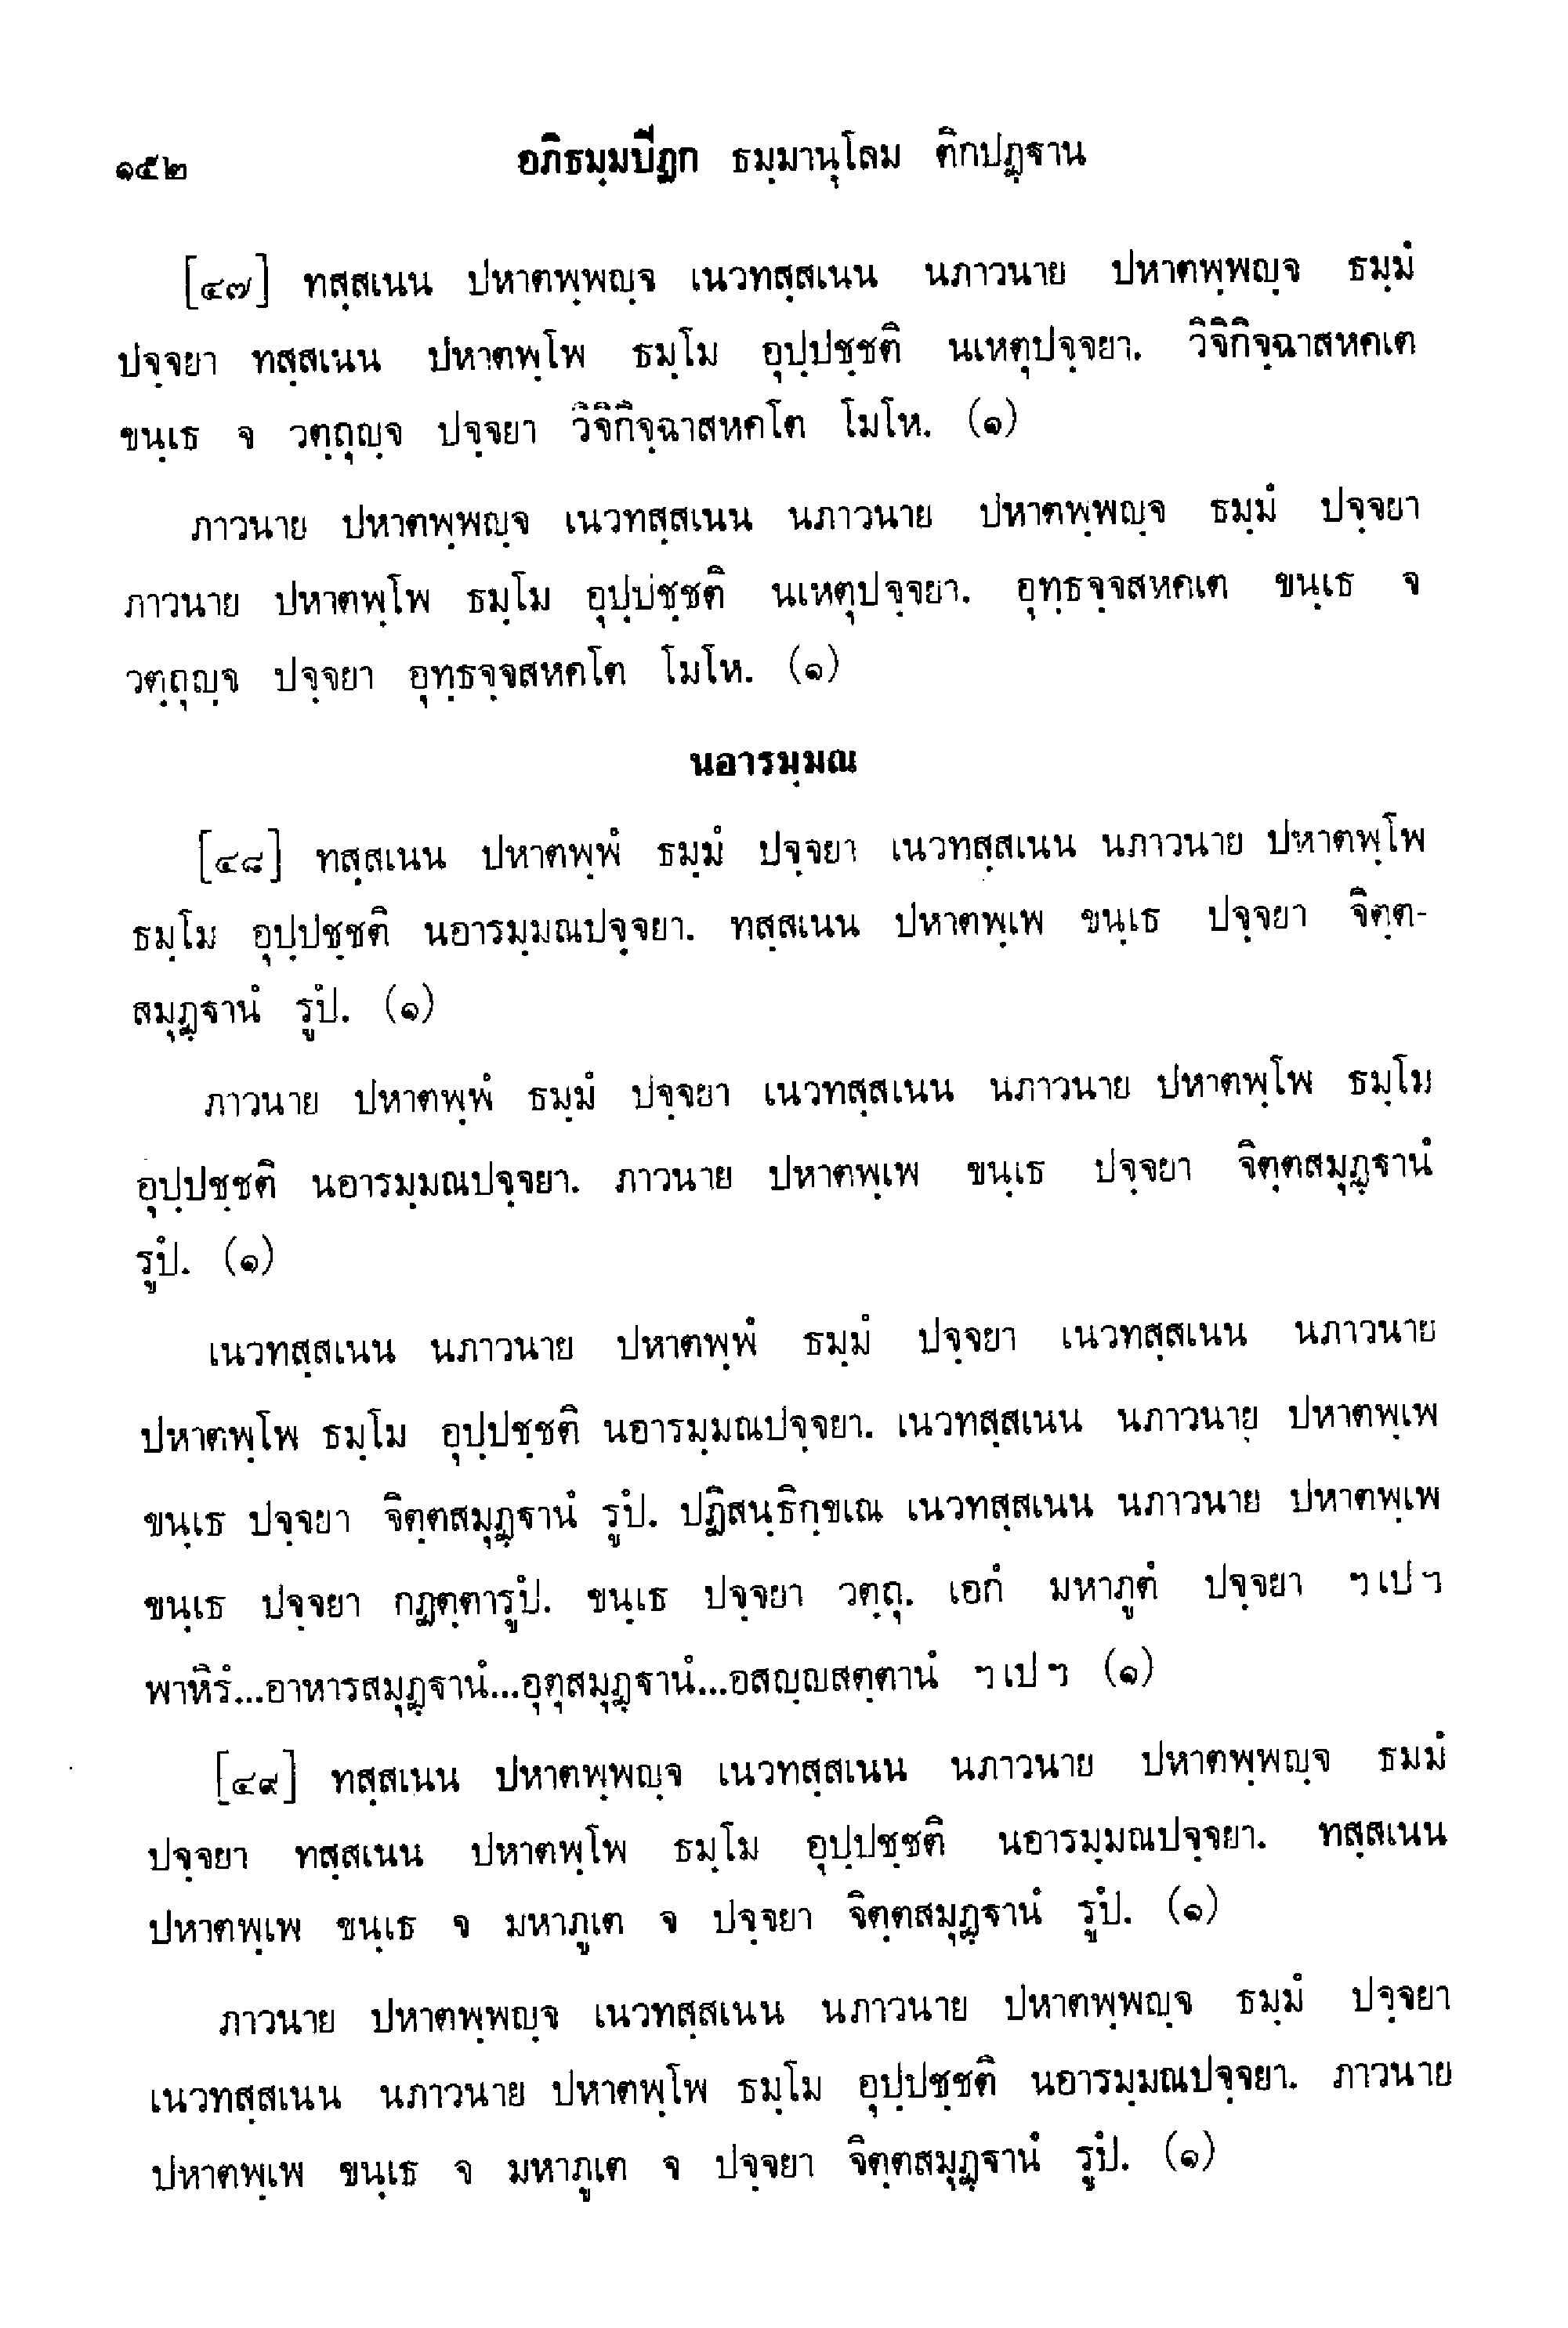 ๑๕๒ อภิธมฺมปีฏก ธมฺมานุโลม ติกปฏฺฐาน
[๔๗] ทสฺสเนน ปหาตพฺพญฺจ เนวทสฺสเนน นภาวนาย ปหาตพฺพญฺจ ธมฺมํ
ปจฺจยา ทสฺสเนน ปหาตพฺโพ ธมฺโม อุปฺปชฺชติ นเหตุปจฺจยา. วิจิกิจฺฉาสหคเต
ขนฺเธ จ วตฺถุญฺจ ปจฺจยา วิจิกิจฺฉาสหคโต โมโห. (๑)
ภาวนาย ปหาตพฺพญฺจ เนวทสฺสเนน นภาวนาย ปหาตพฺพญฺจ ธมฺมํ ปจฺจยา
ภาวนาย ปหาตพฺโพ ธมฺโม อุปฺปชฺชติ นเหตุปจฺจยา. อุทฺธจฺจสหคเต ขนฺเธ จ
วตฺถุญฺจ ปจฺจยา อุทฺธจฺจสหคโต โมโห. (๑)
นอารมฺมณ
[๔๘] ทสฺสเนน ปหาตพฺพํ ธมฺมํ ปจฺจยา เนวทสฺสเนน นภาวนาย ปหาตพฺโพ
ธมฺโม อุปฺปชฺชติ นอารมฺมณปจฺจยา. ทสฺสเนน ปหาตพฺเพ ขนฺเธ ปจฺจยา จิตฺต-
สมุฏฺฐานํ รูปํ. (๑)
ภาวนาย ปหาตพฺพํ ธมฺมํ ปจฺจยา เนวทสฺสเนน นภาวนาย ปหาตพฺโพ ธมฺโม
อุปฺปชฺชติ นอารมฺมณปจฺจยา. ภาวนาย ปหาตพฺเพ ขนฺเธ ปจฺจยา จิตฺตสมุฏฺฐานํ
รูปํ. (๑)
เนวทสฺสเนน นภาวนาย ปหาตพฺพํ ธมฺมํ ปจฺจยา เนวทสฺสเนน นภาวนาย
ปหาตพฺโพ ธมฺโม อุปฺปชฺชติ นอารมฺมณปจฺจยา. เนวทสฺสเนน นภาวนาย ปหาตพฺเพ
ขนฺเธ ปจฺจยา จิตฺตสมุฏฺฐานํ รูปํ. ปฏิสนฺธิกฺขเณ เนวทสฺสเนน นภาวนาย ปหาตพฺเพ
ขนฺเธ ปจฺจยา กฏตฺตารูปํ. ขนฺเธ ปจฺจยา วตฺถุ. เอกํ มหาภูตํ ปจฺจยา ฯเปฯ
พาหิรํ...อาหารสมุฏฺฐานํ...อุตุสมุฏฺฐานํ...อสญฺญสตฺตานํ ฯเปฯ (๑)
[๔๙] ทสฺสเนน ปหาตพฺพญฺจ เนวทสฺสเนน นภาวนาย ปหาตพฺพญฺจ ธมมํ
ปจฺจยา ทสฺสเนน ปหาตพฺโพ ธมฺโม อุปฺปชฺชติ นอารมฺมณปจฺจยา. ทสฺสเนน
ปหาตพฺเพ ขนฺเธ จ มหาภูเต จ ปจฺจยา จิตฺตสมุฏฺฐานํ รูปํ. (๑)
ภาวนาย ปหาตพฺพญฺจ เนวทสฺสเนน นภาวนาย ปหาตพฺพญฺจ ธมฺมํ ปจฺจยา
เนวทสฺสเนน นภาวนาย ปหาตพฺโพ ธมฺโม อุปฺปชฺชติ นอารมฺมณปจฺจยา. ภาวนาย
ปหาตพฺเพ ขนฺเธ จ มหาภูเต จ ปจฺจยา จิตฺตสมุฏฺฐานํ รูปํ. (๑)